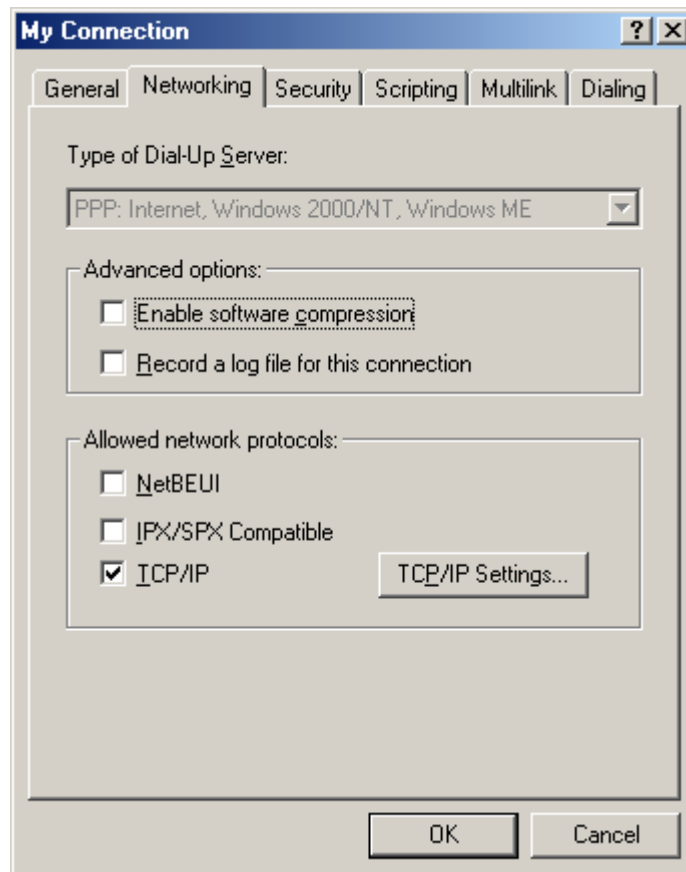 My Connection
General Networking Security Scripting Multilink Dialing
Type of Dial-Up Server:
PPP: Internet, Windows 2000/NT, Windows ME
Advanced options:
Enable software compression
Record a log file for this connection
Allowed network protocols:
NetBEUI
IPX/SPX Compatible
TCP/IP TCP/IP Settings...
OK Cancel